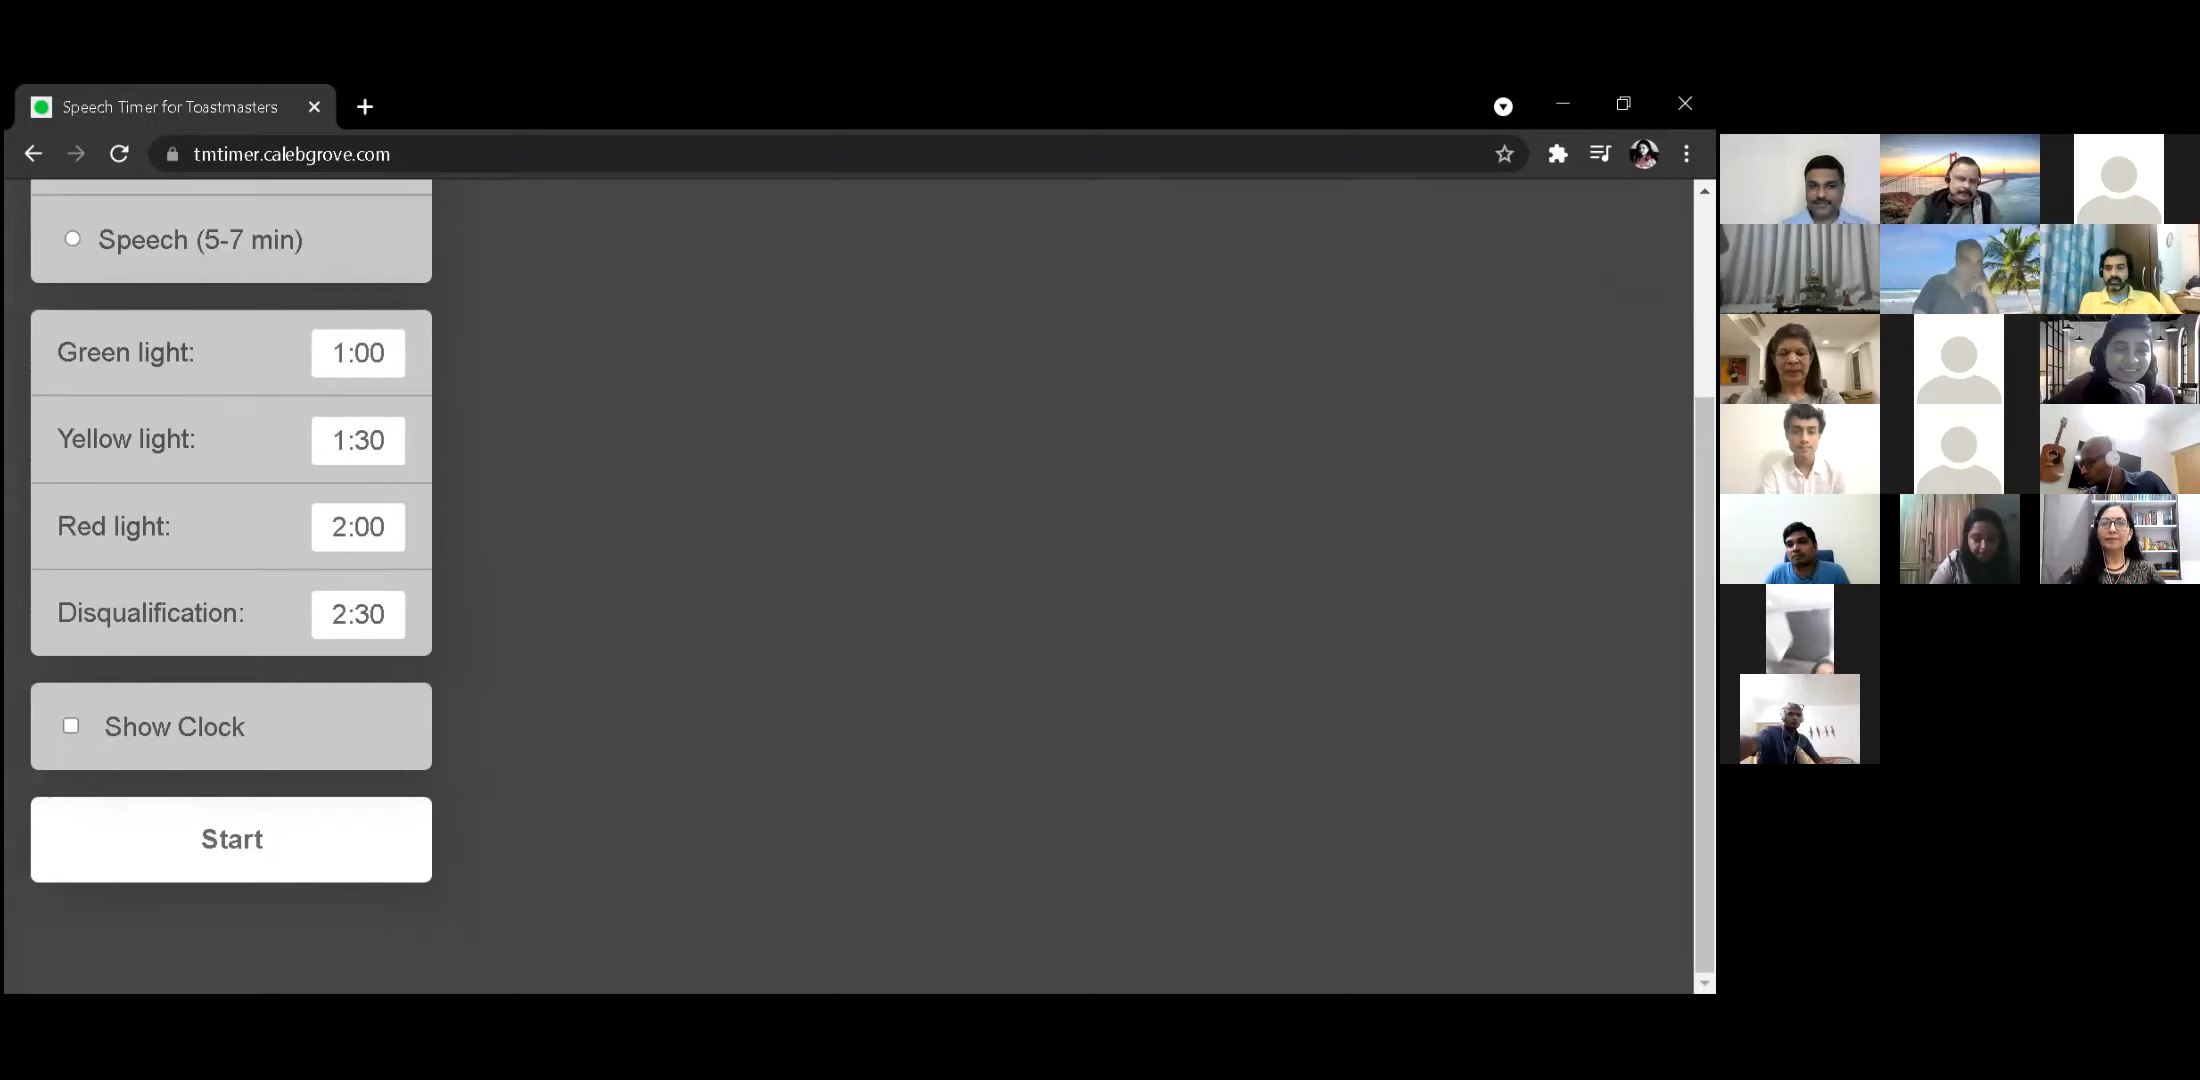 Speech Timer for Toastmasters
tmtimer.calebgrove.com
Speech (5-7 min)
Green light: 1:00
Yellow light: 1:30
Red light: 2:00
Disqualification: 2:30
Show Clock
Start